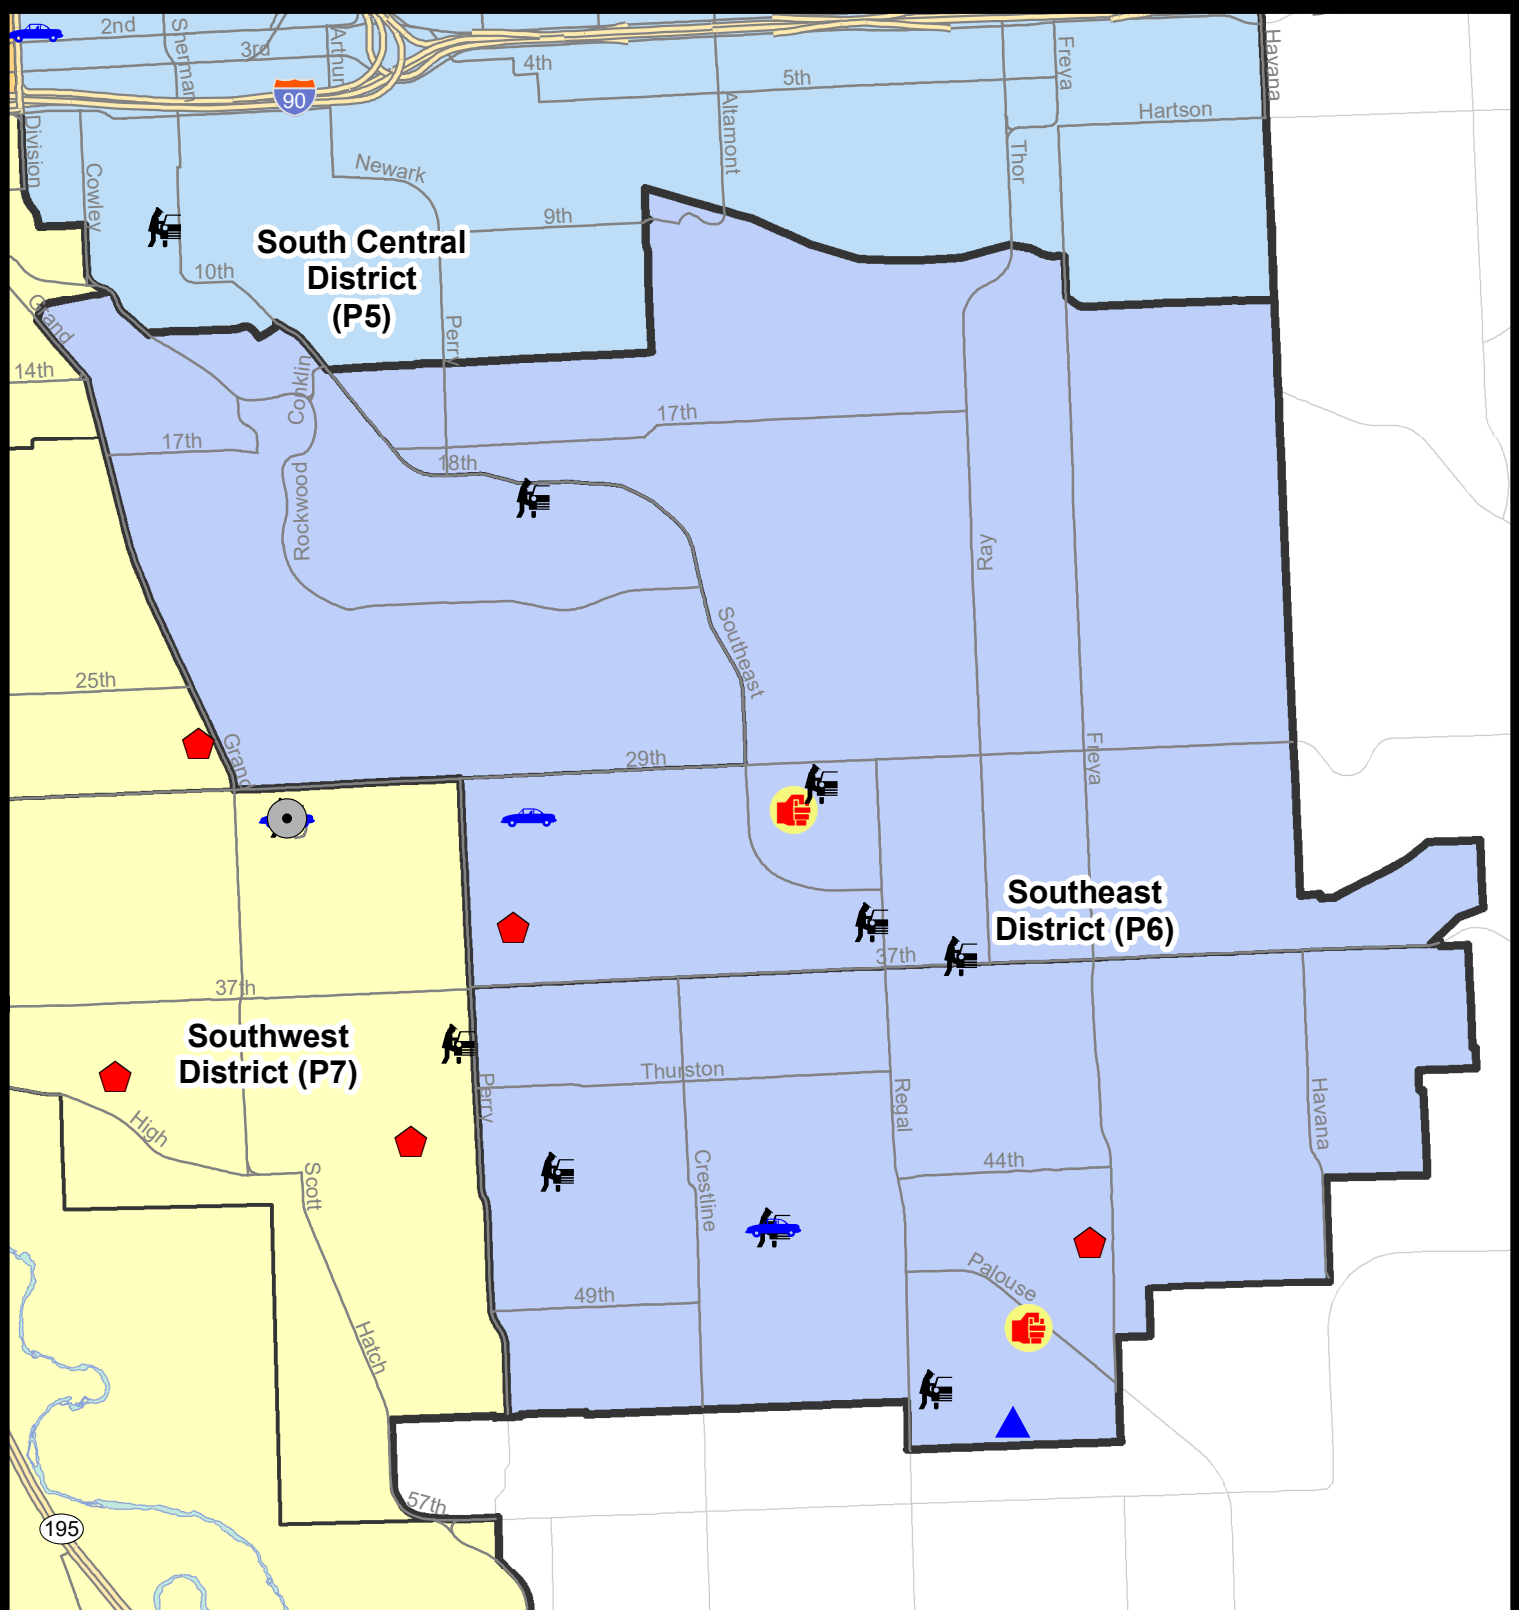 2nd
Sherman
3rd
Arthur
4th
5th
Freya
Havana
90
Altamont
Hartson
Division
Cowley
Newark
Thor
9th
South Central
District
(P5)
10th
Grand
Perry
14th
Conklin
17th
17th
18th
Rockwood
Ray
Southeast
25th
Grand
29th
Freya
Southeast
District (P6)
37th
37th
Southwest
District (P7)
Thurston
Perry
Regal
Havana
High
Crestline
44th
Scott
Palouse
49th
Hatch
57th
195